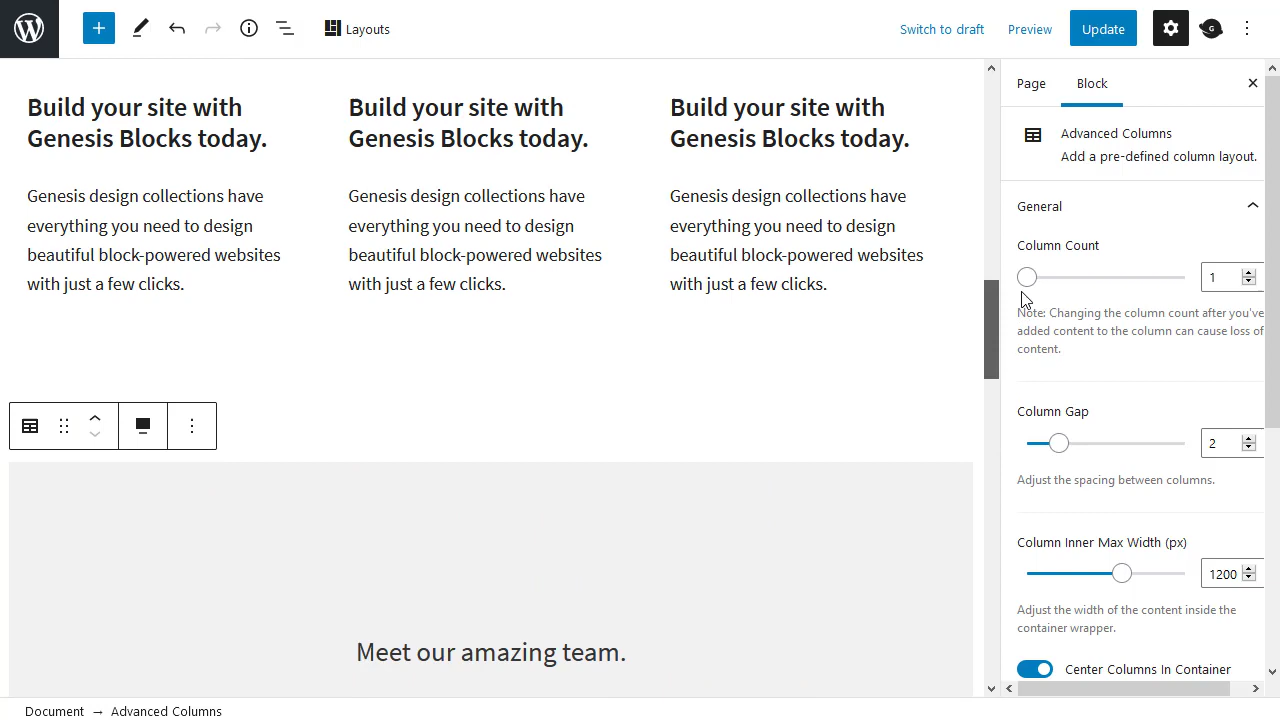 Layouts
Switch to draft
Preview
Update
G
Page
Block
Advanced Columns
Add a pre-defined column layout.
General
Column Count
1
Note: Changing the column count after you've
added content to the column can cause loss of
content.
Column Gap
2
Adjust the spacing between columns.
Column Inner Max Width (px)
1200
Adjust the width of the content inside the
container wrapper.
Center Columns In Container
Build your site with
Genesis Blocks today.
Genesis design collections have
everything you need to design
beautiful block-powered websites
with just a few clicks.
Build your site with
Genesis Blocks today.
Genesis design collections have
everything you need to design
beautiful block-powered websites
with just a few clicks.
Build your site with
Genesis Blocks today.
Genesis design collections have
everything you need to design
beautiful block-powered websites
with just a few clicks.
Meet our amazing team.
Document → Advanced Columns